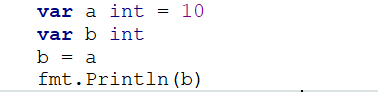 var a int = 10
var b int
b = a
fmt.Println(b)